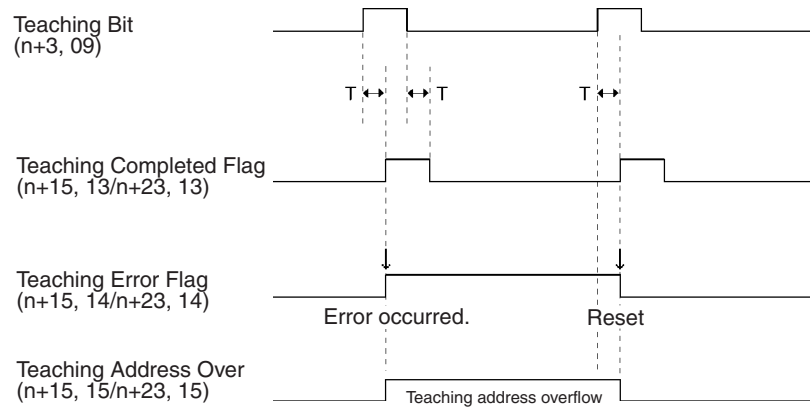 Teaching Bit
(n+3, 09)
T
T
T
Teaching Completed Flag
(n+15, 13/n+23, 13)
Teaching Error Flag
(n+15, 14/n+23, 14)
Error occurred.
Reset
Teaching Address Over
(n+15, 15/n+23, 15)
Teaching address overflow